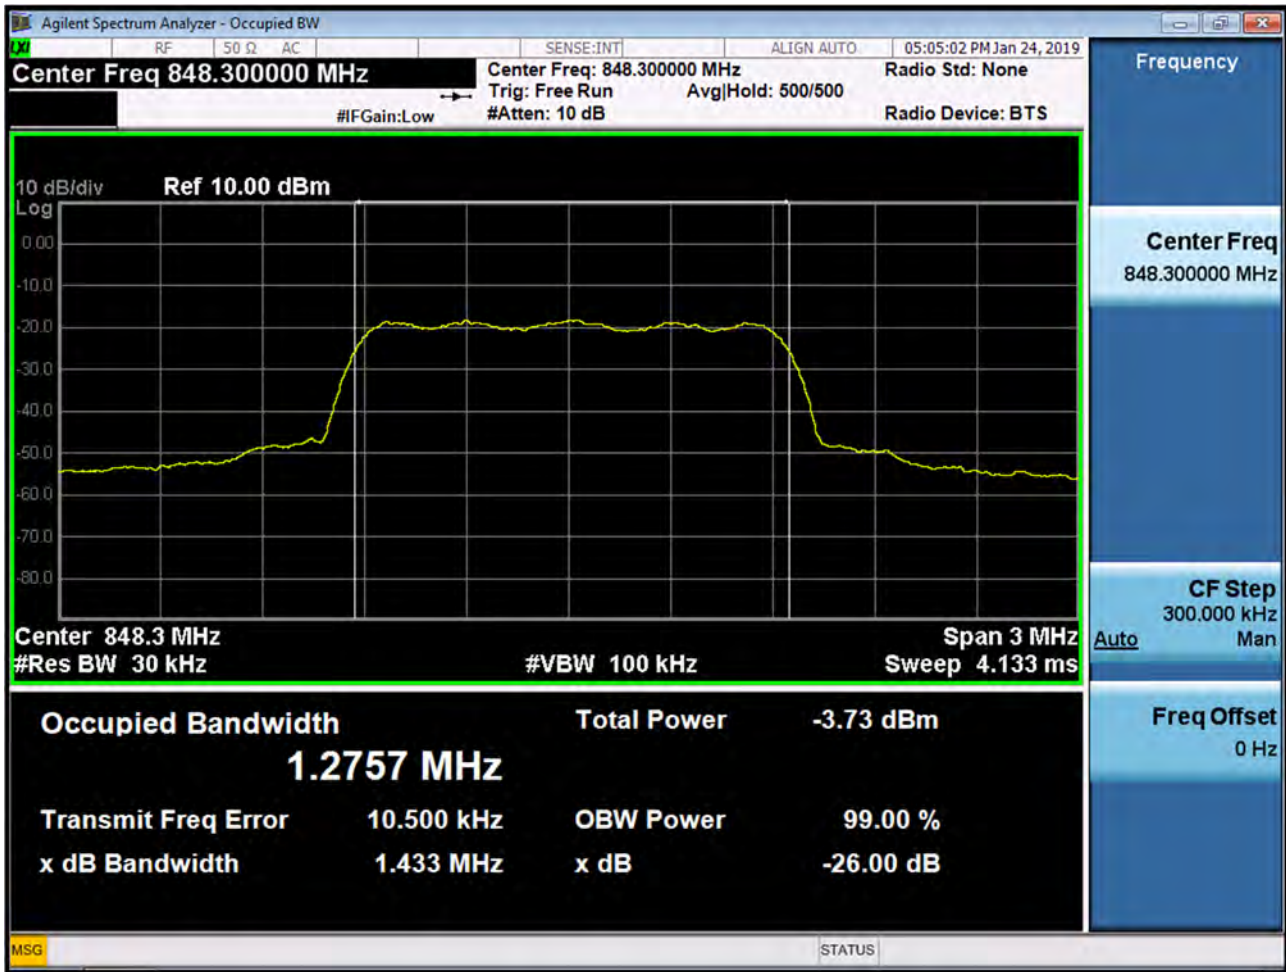 Agilent Spectrum Analyzer - Occupied BW
LXI RF 50 Ω AC SENSE:INT ALIGN AUTO 05:05:02 PM Jan 24, 2019
Center Freq 848.300000 MHz
Center Freq: 848.300000 MHz
Radio Std: None
Trig: Free Run Avg|Hold: 500/500
#IFGain:Low
#Atten: 10 dB
Radio Device: BTS
10 dB/div Ref 10.00 dBm
Log
0.00
-10.0
-20.0
-30.0
-40.0
-50.0
-60.0
-70.0
-80.0
Center 848.3 MHz Span 3 MHz
#Res BW 30 kHz #VBW 100 kHz Sweep 4.133 ms
Occupied Bandwidth Total Power -3.73 dBm
1.2757 MHz
Transmit Freq Error 10.500 kHz OBW Power 99.00 %
x dB Bandwidth 1.433 MHz x dB -26.00 dB
MSG STATUS
Frequency
Center Freq
848.300000 MHz
CF Step
300.000 kHz
Auto Man
Freq Offset
0 Hz